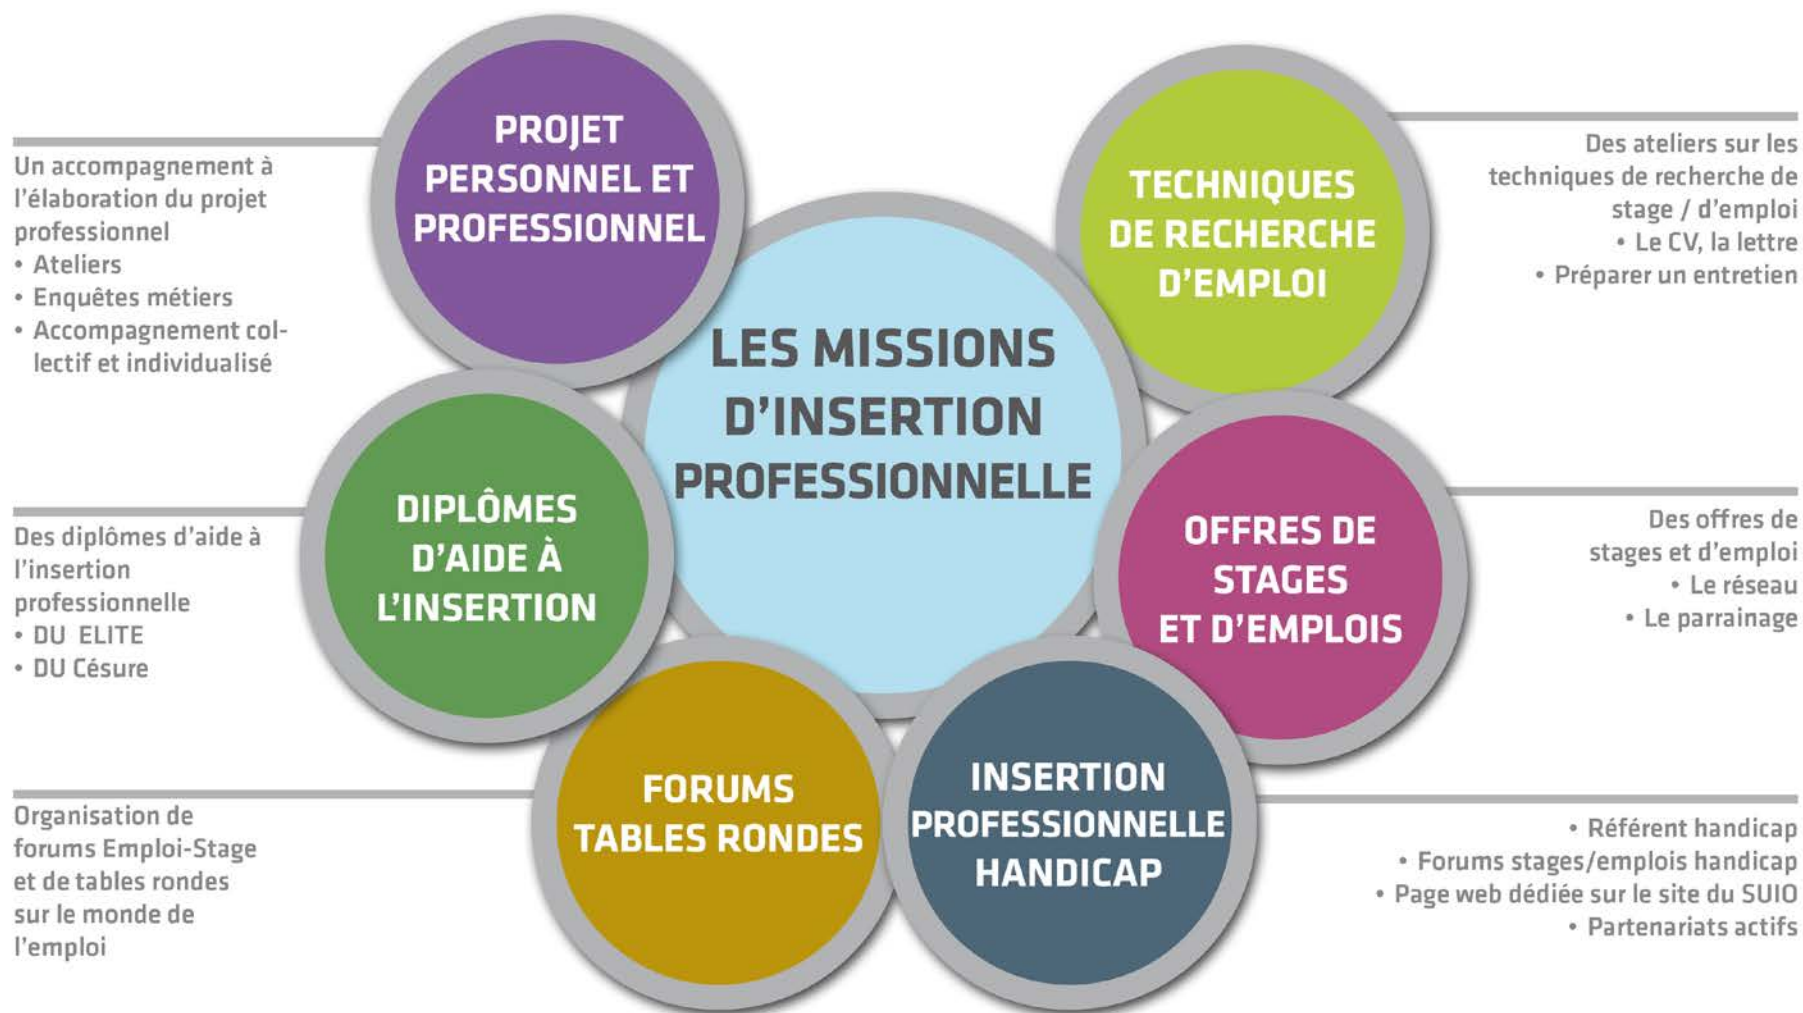 LES MISSIONS
D'INSERTION
PROFESSIONNELLE
PROJET
PERSONNEL ET
PROFESSIONNEL
Un accompagnement à
l'élaboration du projet
professionnel
• Ateliers
• Enquêtes métiers
• Accompagnement col-
lectif et individualisé
DIPLÔMES
D'AIDE À
L'INSERTION
Des diplômes d'aide à
l'insertion
professionnelle
• DU ELITE
• DU Césure
FORUMS
TABLES RONDES
Organisation de
forums Emploi-Stage
et de tables rondes
sur le monde de
l'emploi
TECHNIQUES
DE RECHERCHE
D'EMPLOI
Des ateliers sur les
techniques de recherche de
stage / d'emploi
• Le CV, la lettre
• Préparer un entretien
OFFRES DE
STAGES
ET D'EMPLOIS
Des offres de
stages et d'emploi
• Le réseau
• Le parrainage
INSERTION
PROFESSIONNELLE
HANDICAP
• Référent handicap
• Forums stages/emplois handicap
• Page web dédiée sur le site du SUIO
• Partenariats actifs